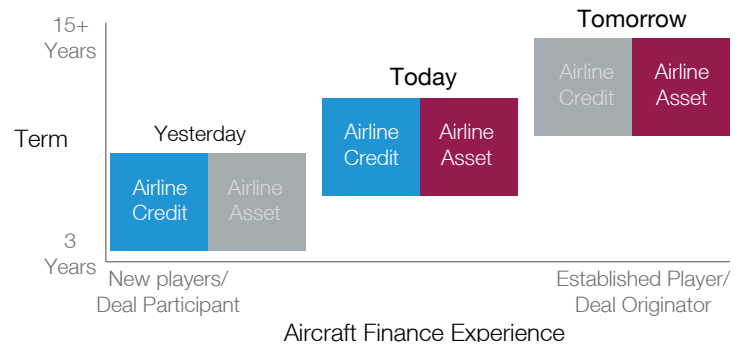 15+
Years
Tomorrow
Airline
Credit
Airline
Asset
Today
Airline
Credit
Airline
Asset
Term
Yesterday
Airline
Credit
Airline
Asset
3
Years
New players/
Deal Participant
Established Player/
Deal Originator
Aircraft Finance Experience